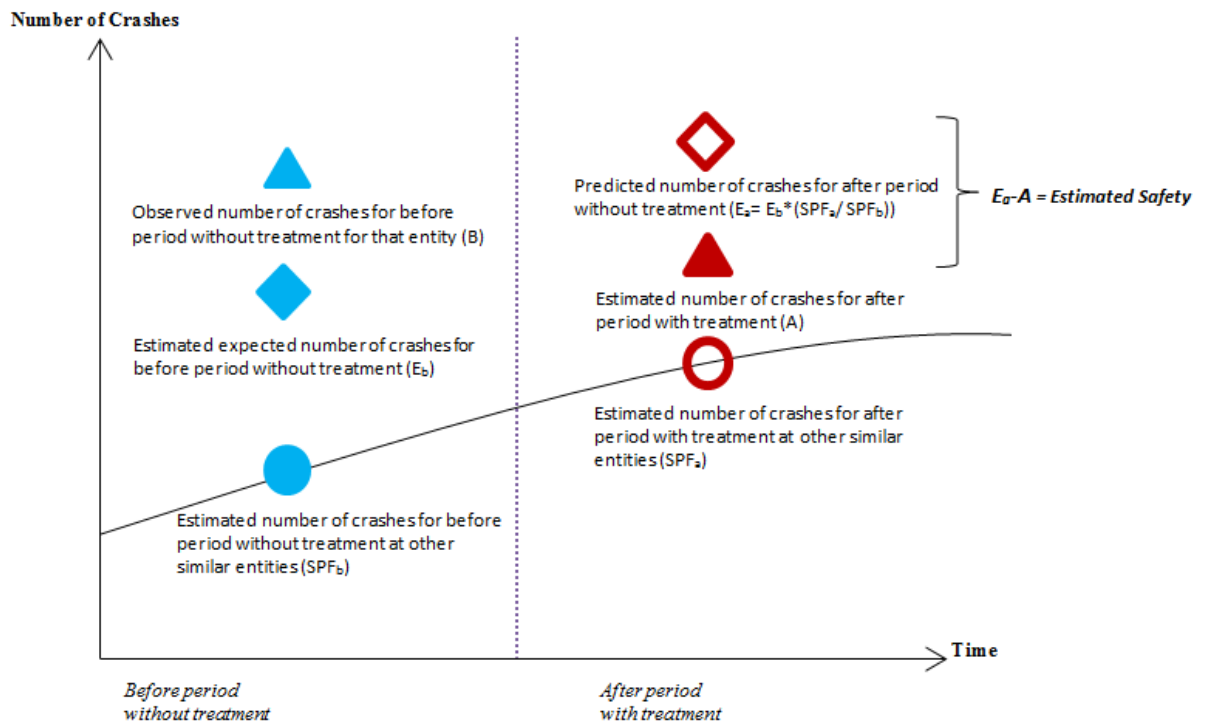 Number of Crashes
Observed number of crashes for before
period without treatment for that entity (B)
Estimated expected number of crashes for
before period without treatment (E_b)
Estimated number of crashes for before
period without treatment at other
similar entities (SPF_b)
Predicted number of crashes for after period
without treatment (Eₐ= E_b*(SPFₐ/ SPF_b))
Estimated number of crashes for after
period with treatment (A)
Estimated number of crashes for after
period with treatment at other similar
entities (SPFₐ)
Eₐ-A = Estimated Safety
Time
Before period
without treatment
After period
with treatment